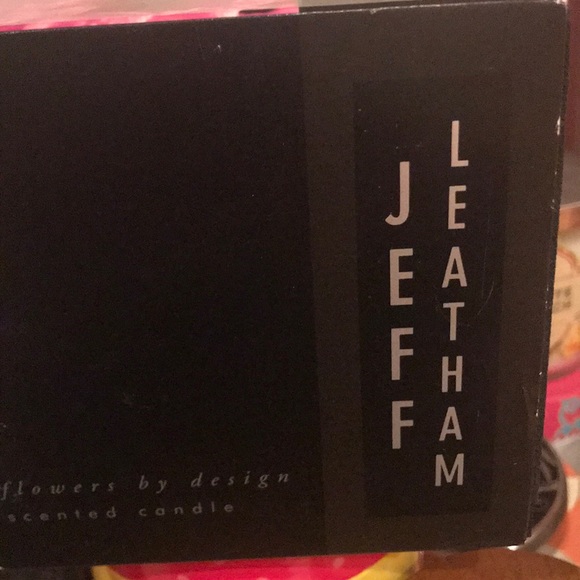 JEFF
LEATHAM
flowers by design
scented candle